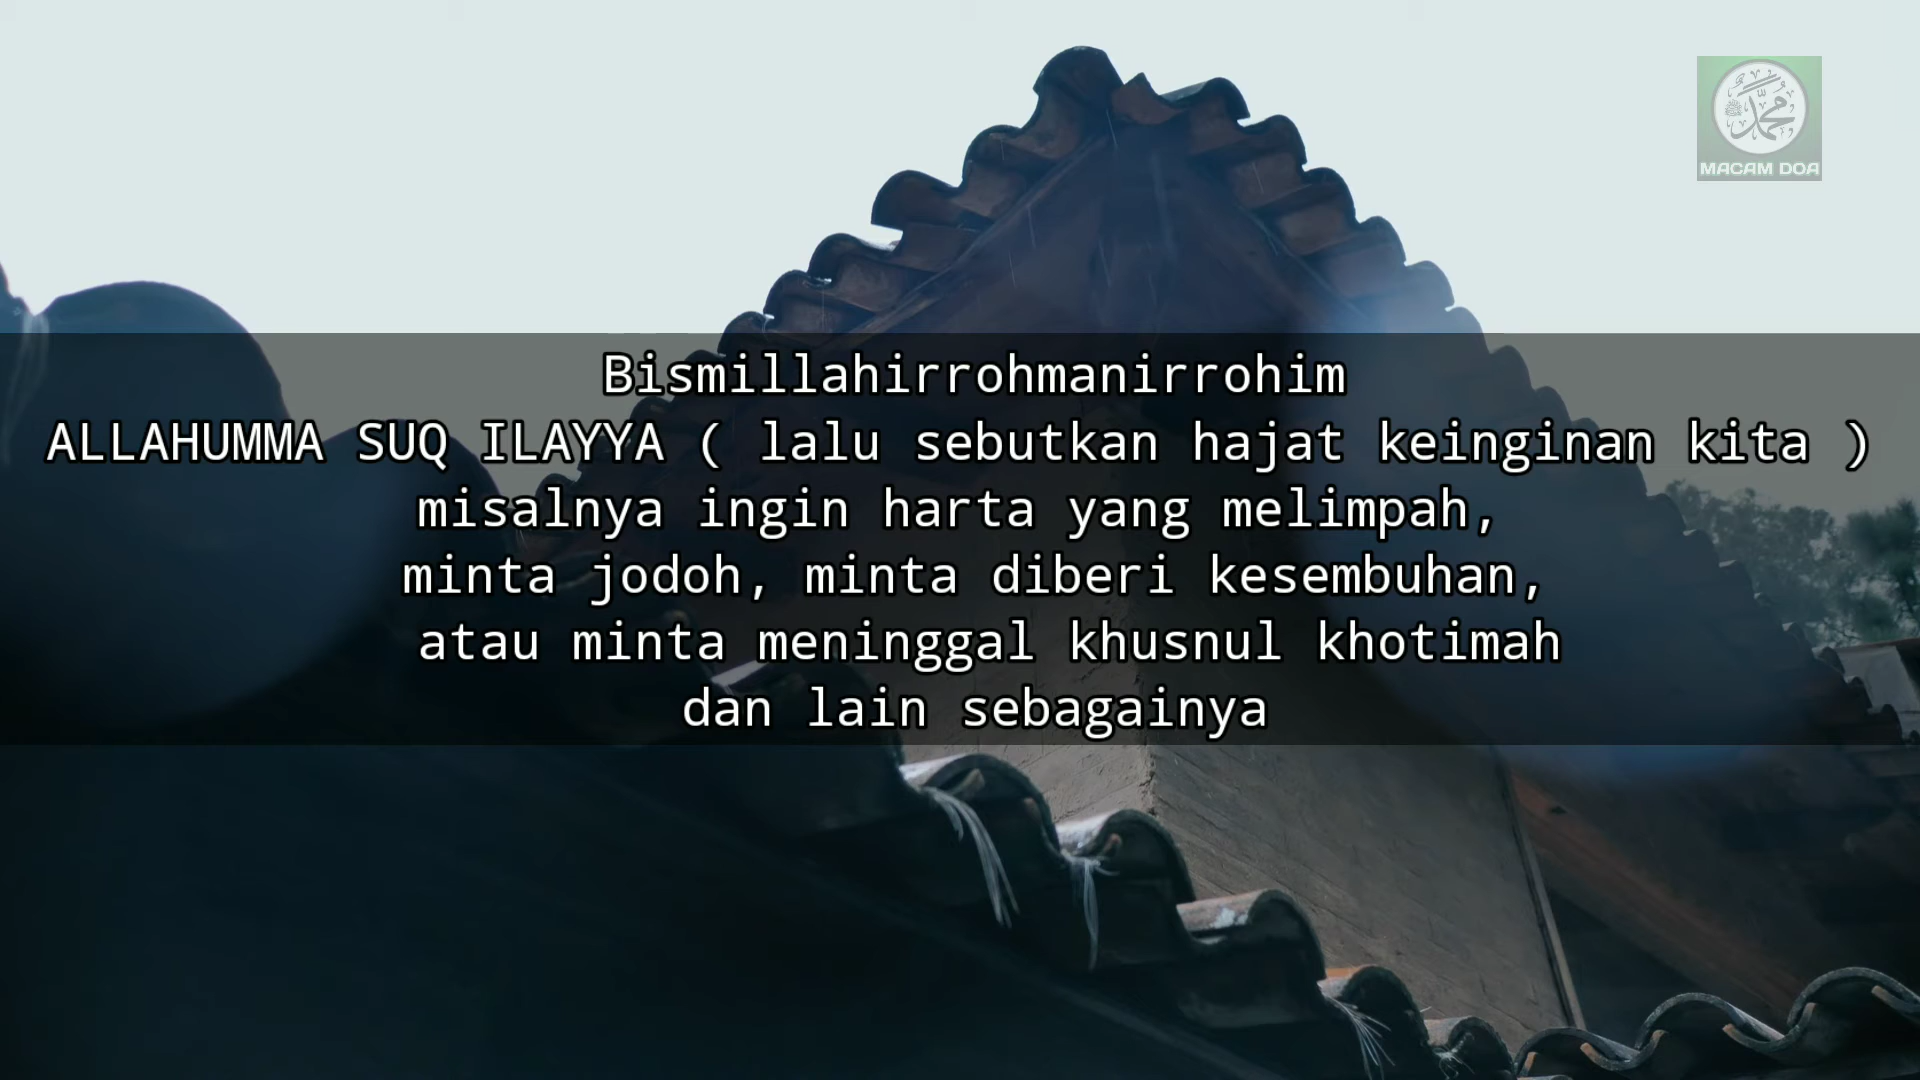 محمد
MACAM DOA
Bismillahirrohmanirrohim
ALLAHUMMA SUQ ILAYYA ( lalu sebutkan hajat keinginan kita )
misalnya ingin harta yang melimpah,
minta jodoh, minta diberi kesembuhan,
atau minta meninggal khusnul khotimah
dan lain sebagainya